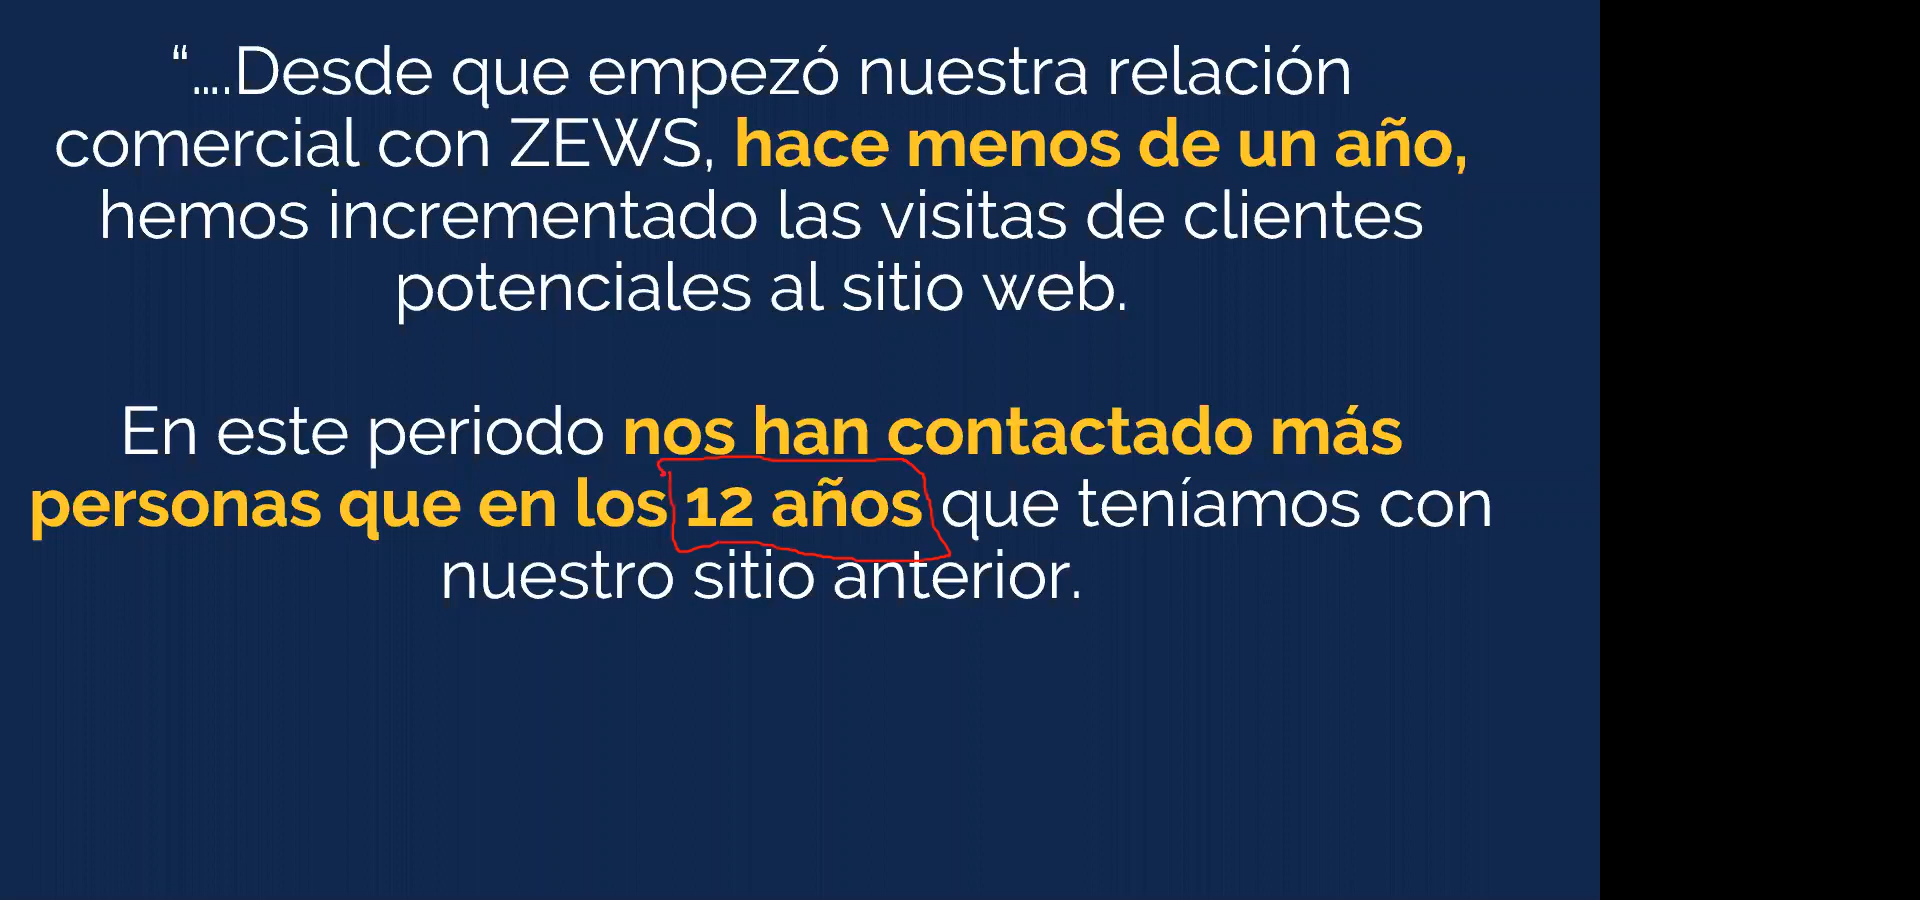 “....Desde que empezó nuestra relación
comercial con ZEWS, hace menos de un año,
hemos incrementado las visitas de clientes
potenciales al sitio web.
En este periodo nos han contactado más
personas que en los 12 años que teníamos con
nuestro sitio anterior.